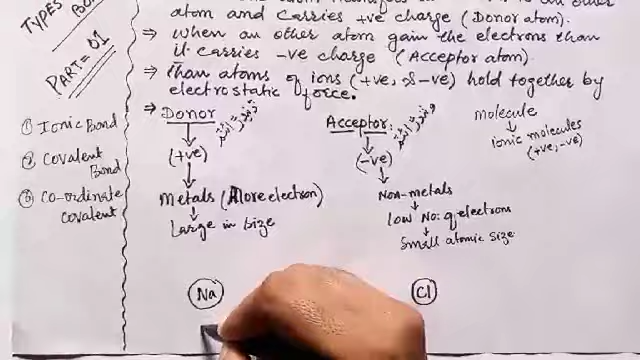 TYPES
PART=01
① Ionic Bond
② Covalent
Bond
③ Co-ordinate
Covalent
atom and carries +ve charge (Donor atom).
⇒ when an other atom gain the electrons than
it carries -ve charge (Acceptor atom).
⇒ Than atoms of ions (+ve, & -ve) hold together by
electrostatic force.
⇒ Donor
↓
(+ve)
↓
Metals (More electron)
↓
Large in size
Acceptor
↓
(-ve)
↓
Non-metals
↓
low No: of electrons
↓
Small atomic size
molecule
↓
ionic molecules
(+ve, -ve)
Na
Cl